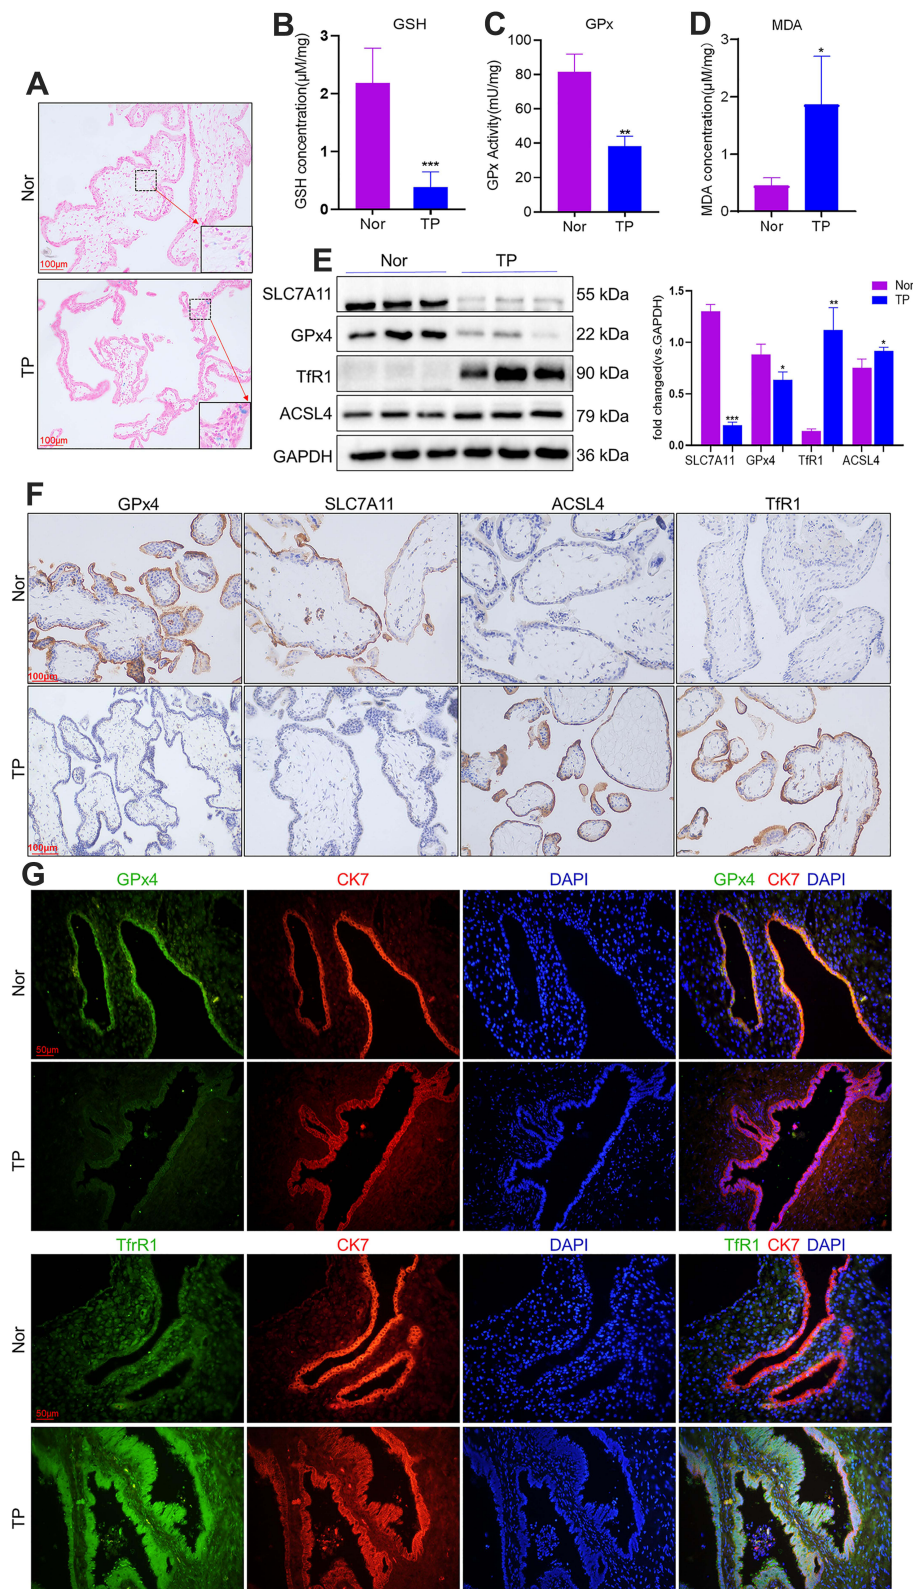 A
Nor
100μm
TP
100μm
B
GSH
GSH concentration(μM/mg)
3
2
1
0
Nor TP
***
C
GPx
GPx Activity(mU/mg)
100
80
60
40
20
0
Nor TP
**
D
MDA
MDA concentration(μM/mg)
3
2
1
0
Nor TP
*
E
Nor TP
SLC7A11 55 kDa
GPx4 22 kDa
TfR1 90 kDa
ACSL4 79 kDa
GAPDH 36 kDa
fold changed(vs.GAPDH)
1.5
1.0
0.5
0.0
*** * ** *
SLC7A11 GPx4 TfR1 ACSL4
Nor
TP
F
GPx4 SLC7A11 ACSL4 TfR1
Nor
100μm
TP
100μm
G
GPx4 CK7 DAPI GPx4 CK7 DAPI
Nor
50μm
TP
TfrR1 CK7 DAPI TfR1 CK7 DAPI
Nor
50μm
TP